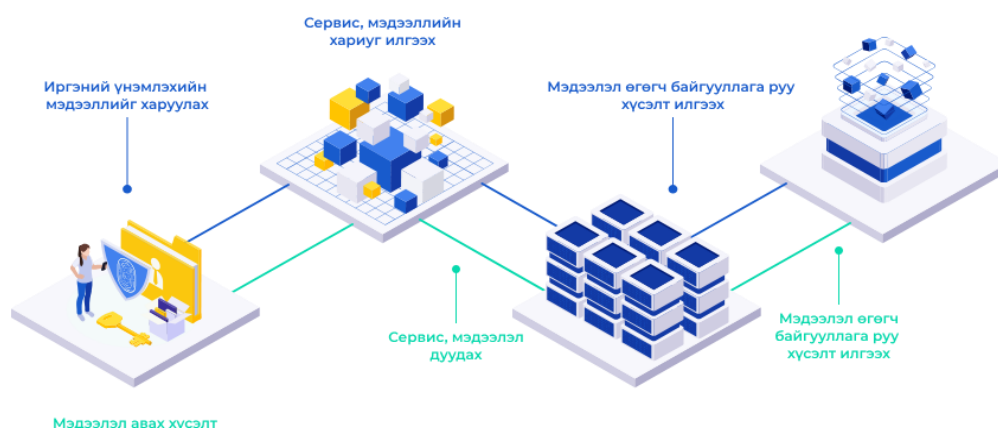 Сервис, мэдээллийн
хариуг илгээх
Иргэний үнэмлэхийн
мэдээллийг харуулах
Мэдээлэл өгөгч байгууллага руу
хүсэлт илгээх
Сервис, мэдээлэл
дуудах
Мэдээлэл өгөгч
байгууллага руу
хүсэлт илгээх
Мэдээлэл авах хүсэлт